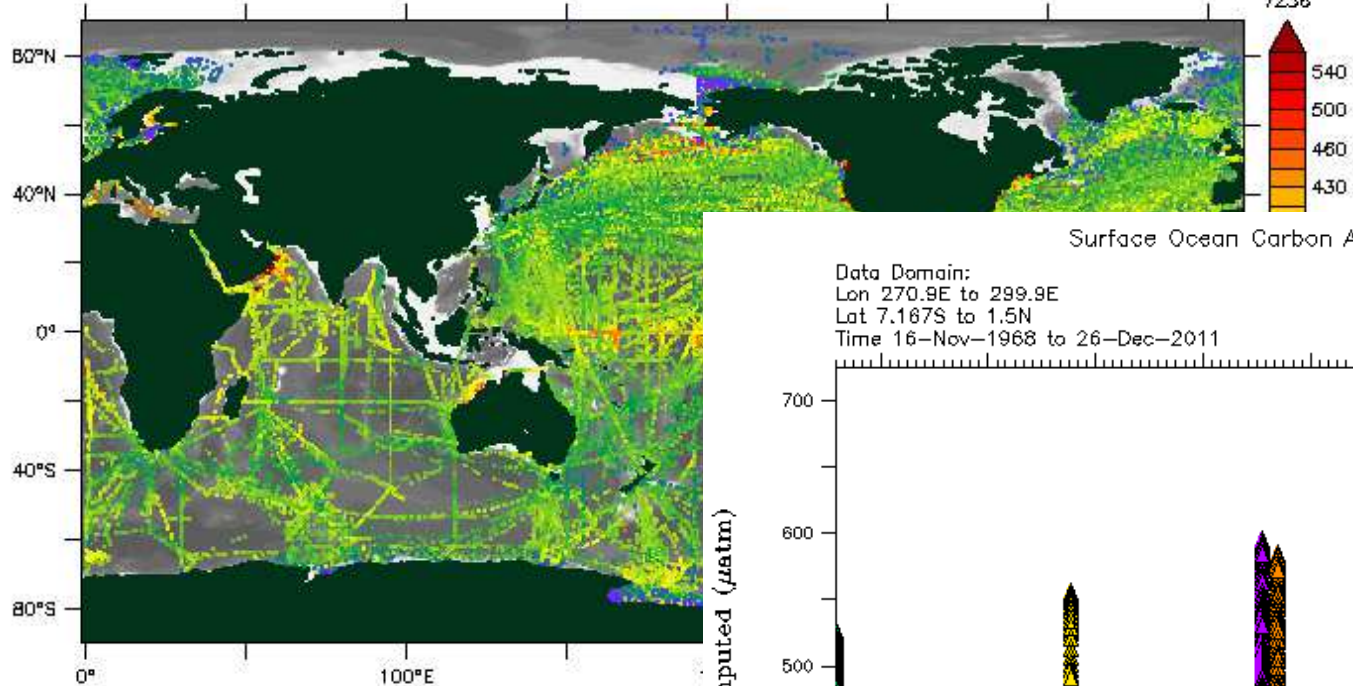 80°N
40°N
0°
40°S
80°S
0°
100°E
540
500
460
430
Surface Ocean Carbon
Data Domain:
Lon 270.9E to 299.9E
Lat 7.167S to 1.5N
Time 16-Nov-1968 to 26-Dec-2011
700
600
500
(μatm)